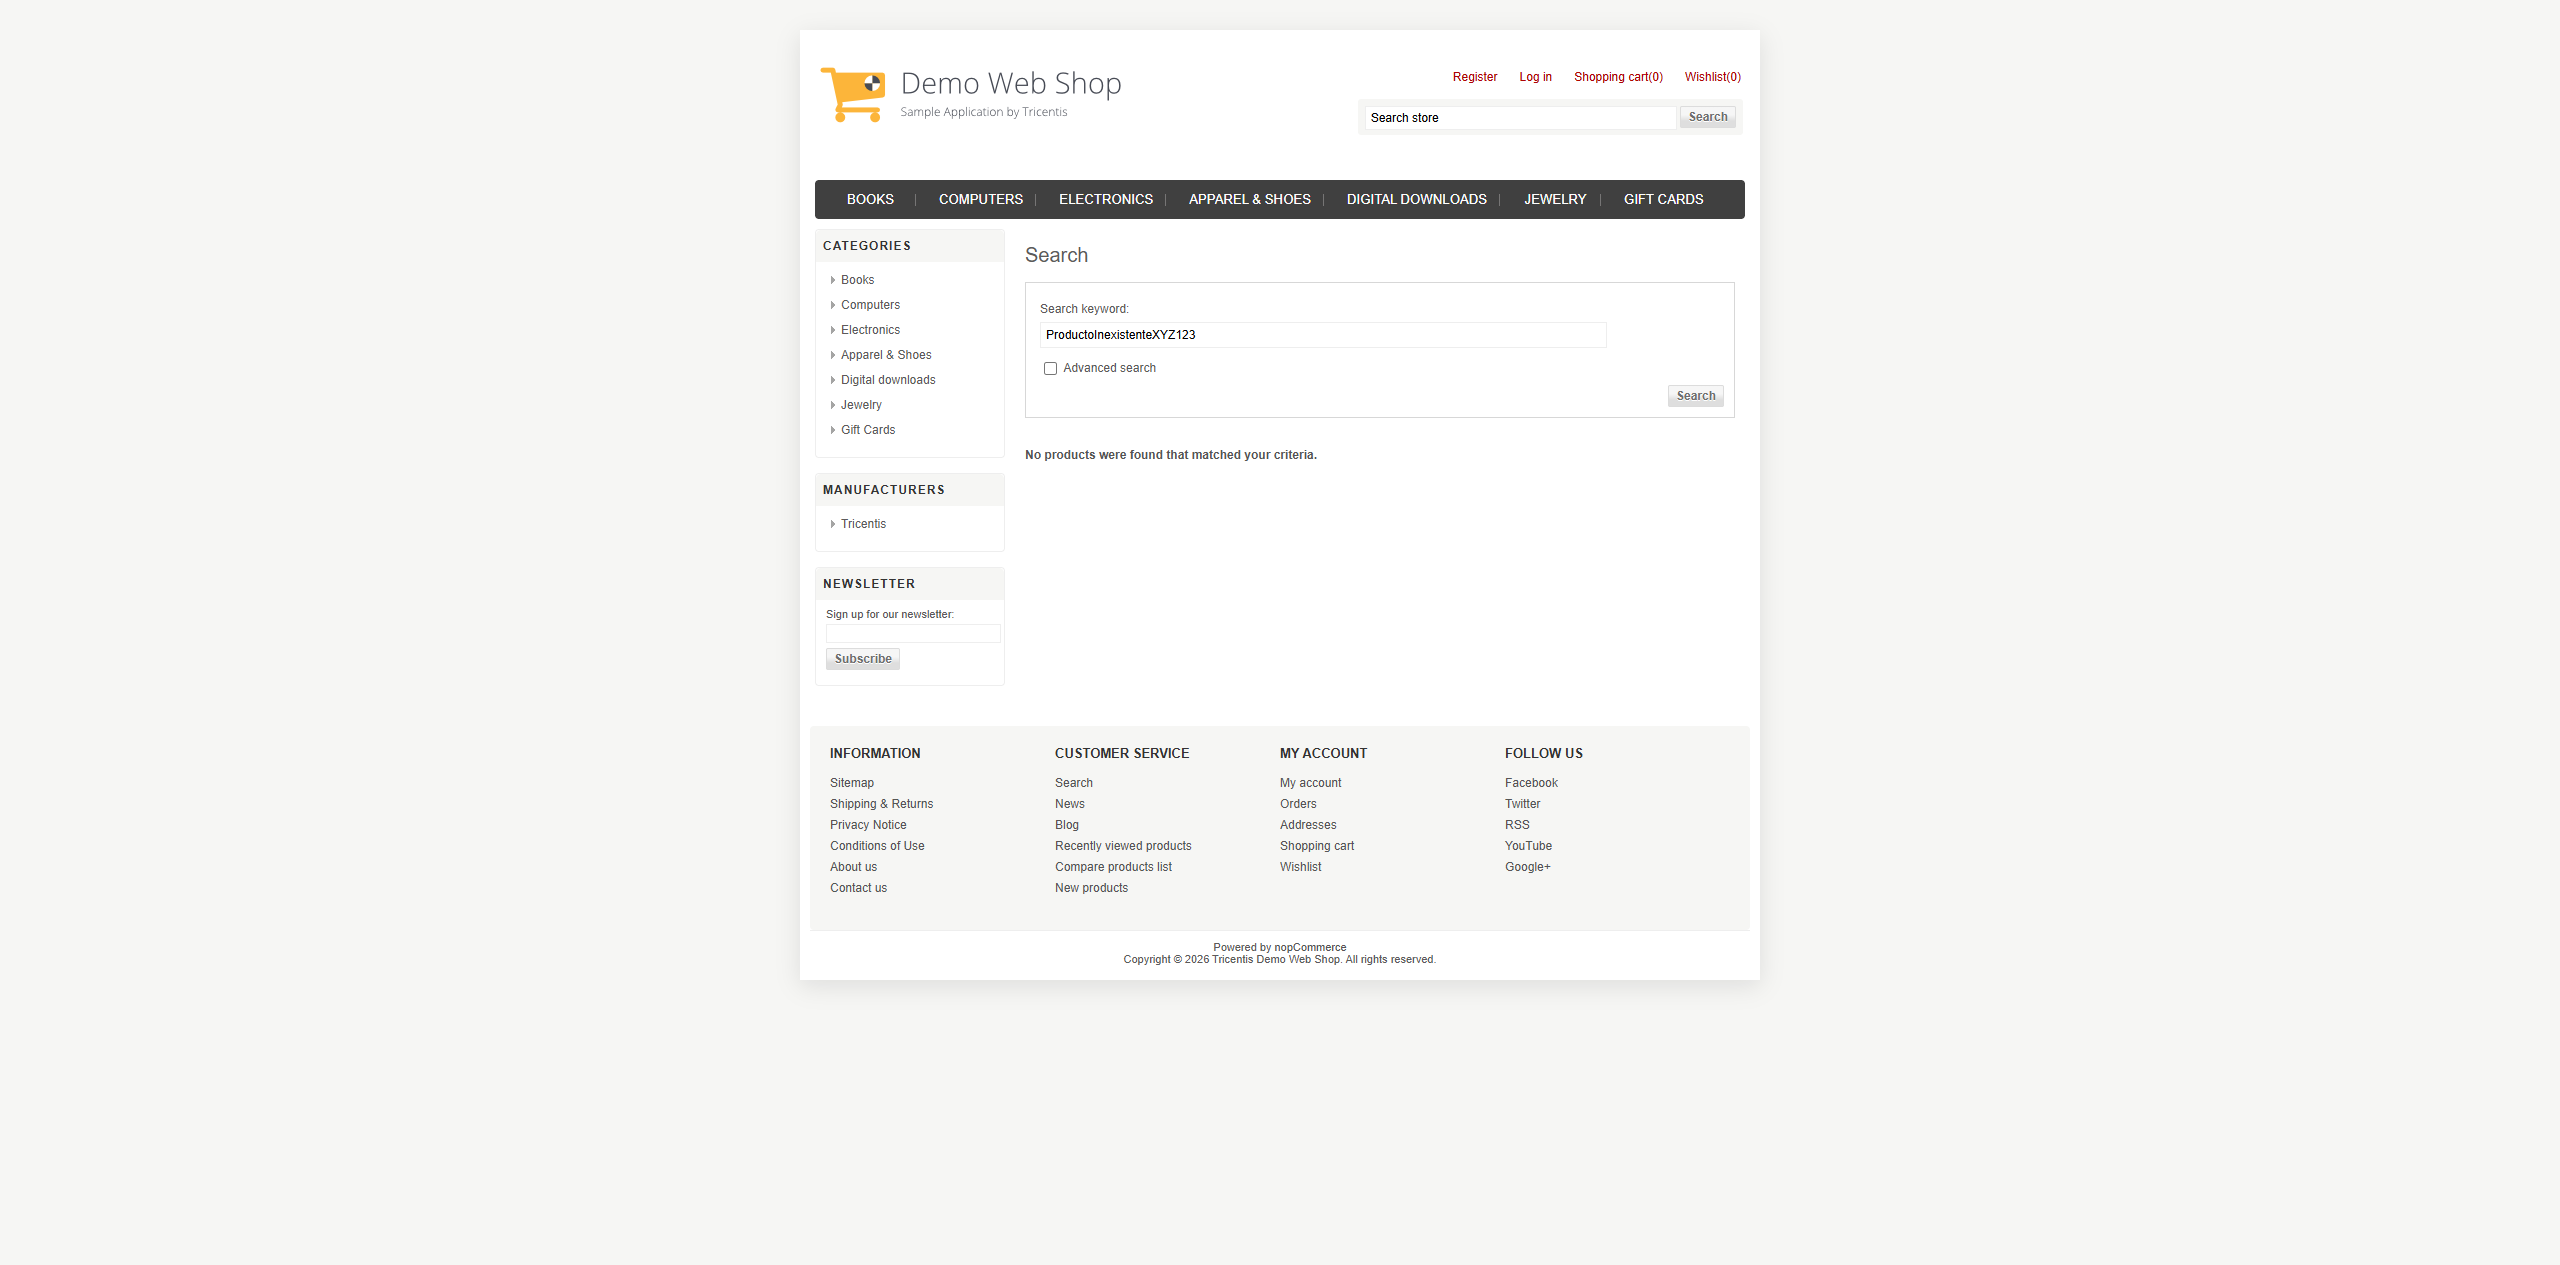 Demo Web Shop
Sample Application by Tricentis
Register Log in Shopping cart(0) Wishlist(0)
Search store Search
BOOKS COMPUTERS ELECTRONICS APPAREL & SHOES DIGITAL DOWNLOADS JEWELRY GIFT CARDS
CATEGORIES
Books
Computers
Electronics
Apparel & Shoes
Digital downloads
Jewelry
Gift Cards
MANUFACTURERS
Tricentis
NEWSLETTER
Sign up for our newsletter:
Subscribe
Search
Search keyword:
ProductoInexistenteXYZ123
Advanced search
Search
No products were found that matched your criteria.
INFORMATION
Sitemap
Shipping & Returns
Privacy Notice
Conditions of Use
About us
Contact us
CUSTOMER SERVICE
Search
News
Blog
Recently viewed products
Compare products list
New products
MY ACCOUNT
My account
Orders
Addresses
Shopping cart
Wishlist
FOLLOW US
Facebook
Twitter
RSS
YouTube
Google+
Powered by nopCommerce
Copyright © 2026 Tricentis Demo Web Shop. All rights reserved.